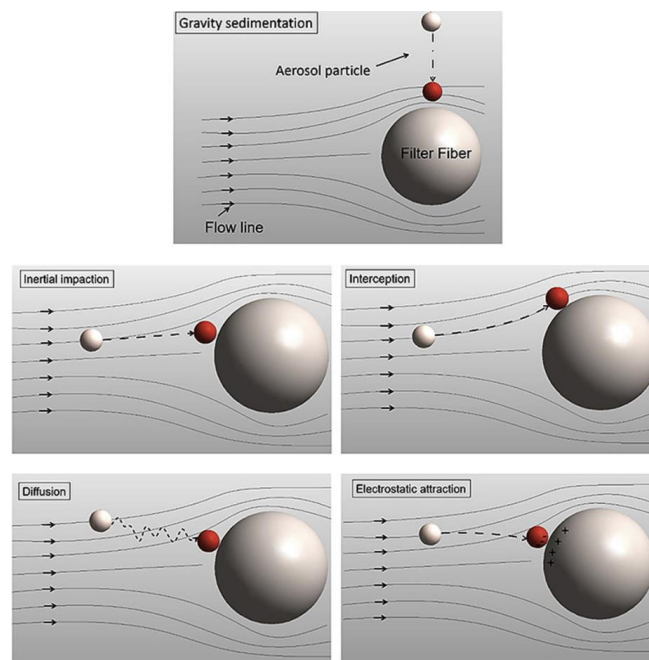 Gravity sedimentation
Aerosol particle
Filter Fiber
Flow line
Inertial impaction
Interception
Diffusion
Electrostatic attraction